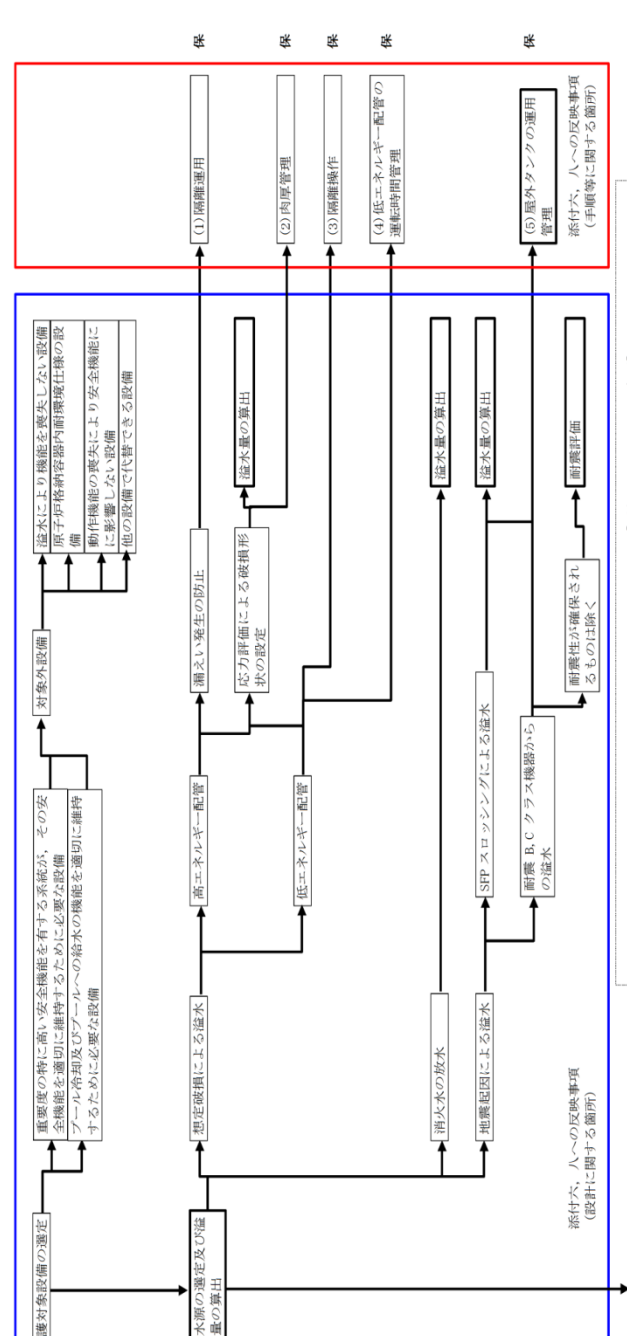 護対象設備の選定
重要度の特に高い安全機能を有する系統が，その安
全機能を適切に維持するために必要な設備
プール冷却及びプールへの給水の機能を適切に維持
するために必要な設備
対象外設備
溢水により機能を喪失しない設備
原子炉格納容器内耐環境仕様の設
備
動作機能の喪失により安全機能に
に影響しない設備
他の設備で代替できる設備
水源の選定及び溢
量の算出
想定破損による溢水
高エネルギー配管
漏えい発生の防止
(1)隔離運用
保
応力評価による破損形
状の設定
溢水量の算出
(2)肉厚管理
保
低エネルギー配管
(3)隔離操作
保
(4)低エネルギー配管の
運転時間管理
保
消火水の放水
溢水量の算出
地震起因による溢水
SFP スロッシングによる溢水
溢水量の算出
耐震 B,C クラス機器から
の溢水
(5)屋外タンクの運用
管理
保
耐震性が確保され
るものは除く
耐震評価
添付六，八への反映事項
(設計に関する箇所)
添付六，八への反映事項
(手順等に関する箇所)